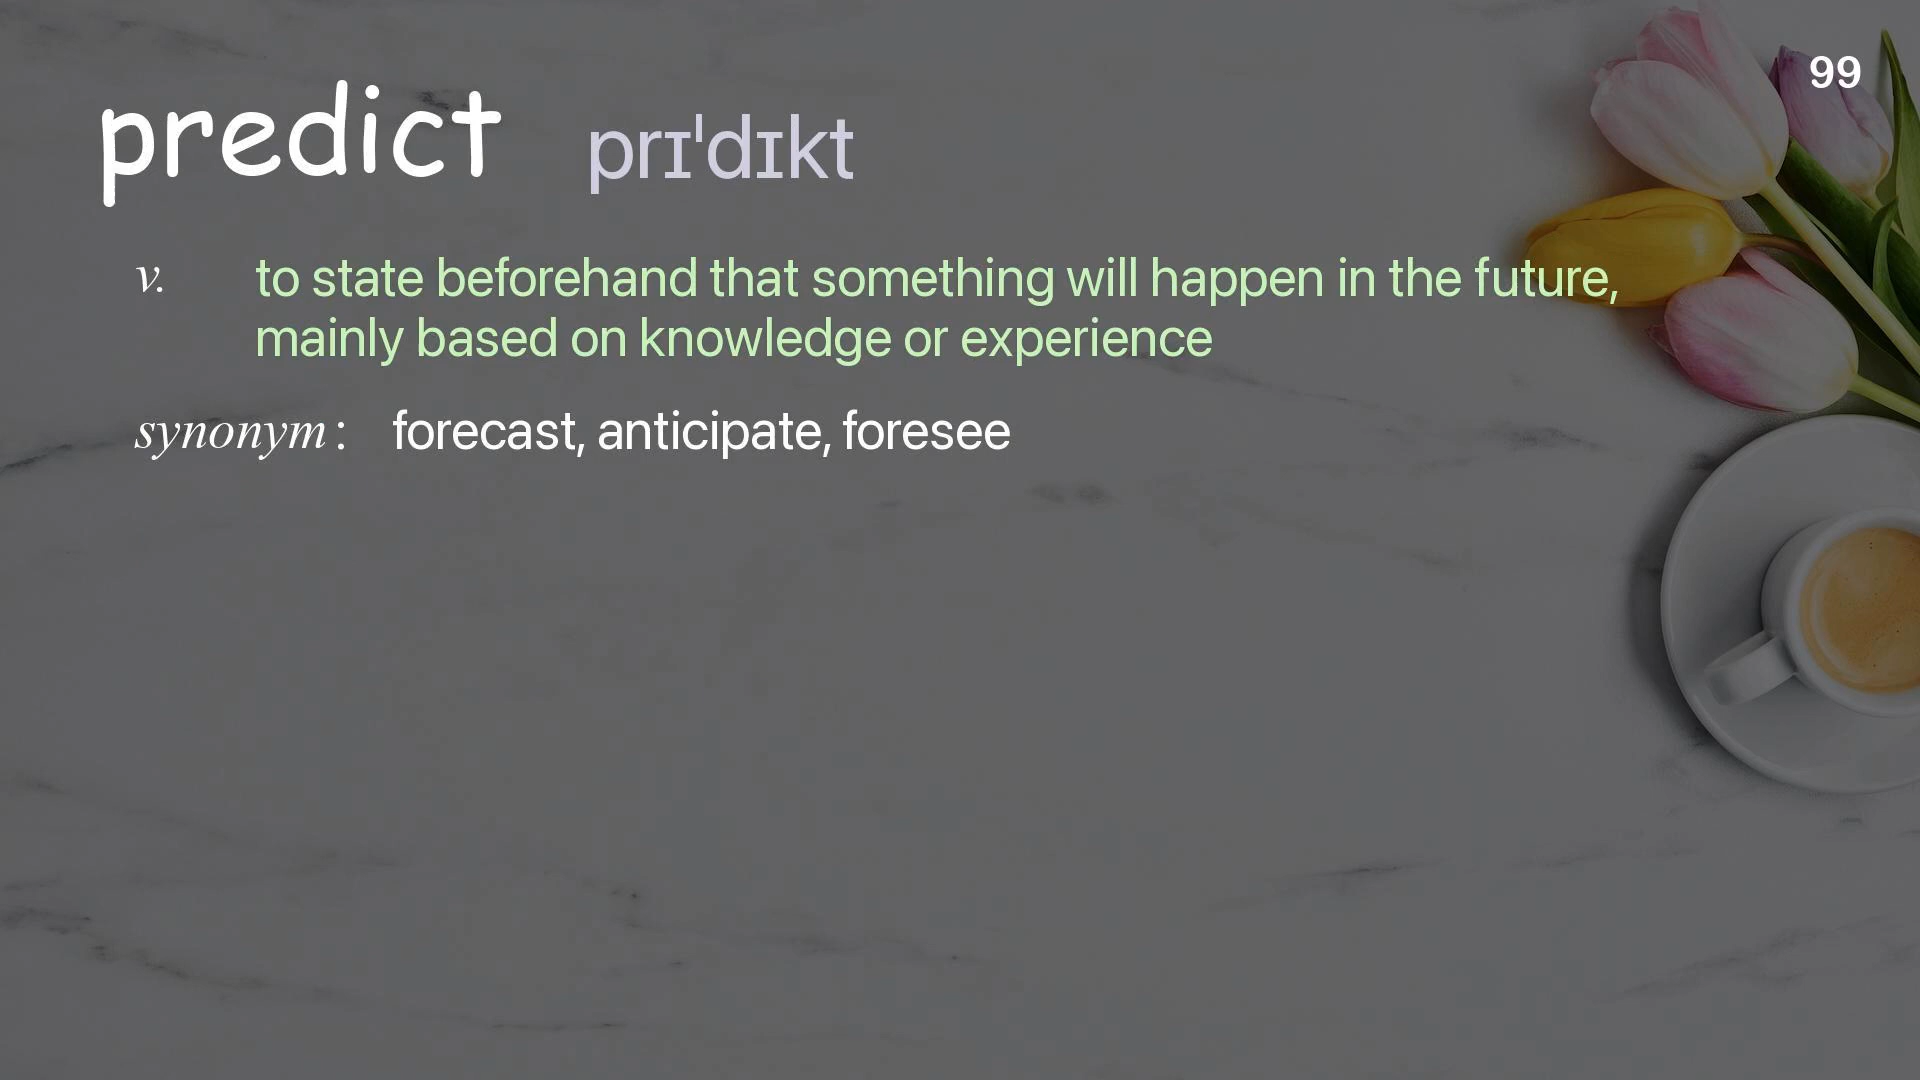 99
predict prɪˈdɪkt
v. to state beforehand that something will happen in the future,
mainly based on knowledge or experience
synonym : forecast, anticipate, foresee